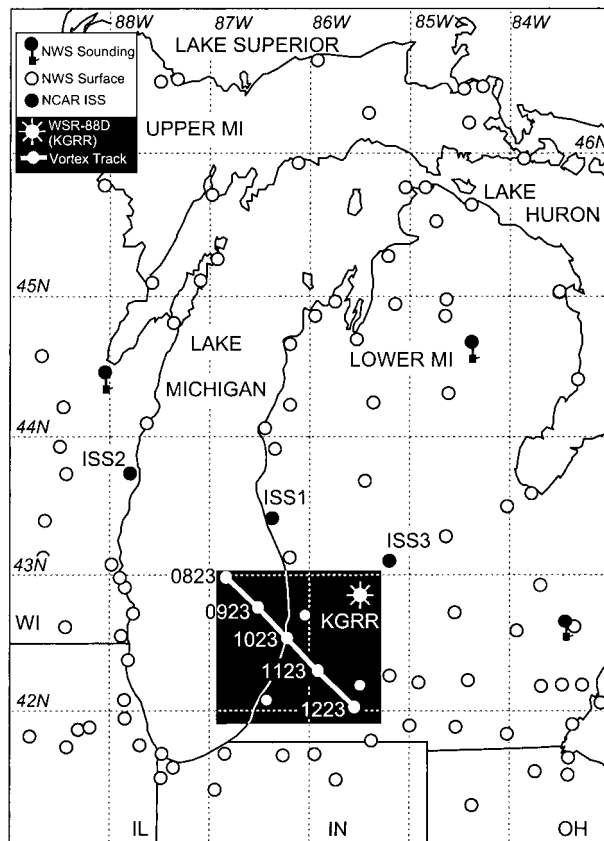 88W 87W 86W 85W 84W
NWS Sounding
NWS Surface
NCAR ISS
WSR-88D
(KGRR)
Vortex Track
LAKE SUPERIOR
UPPER MI
46N
LAKE
HURON
45N
LAKE
MICHIGAN
LOWER MI
44N
ISS2
ISS1
ISS3
43N
0823
KGRR
0923
WI
1023
1123
42N
1223
IL
IN
OH